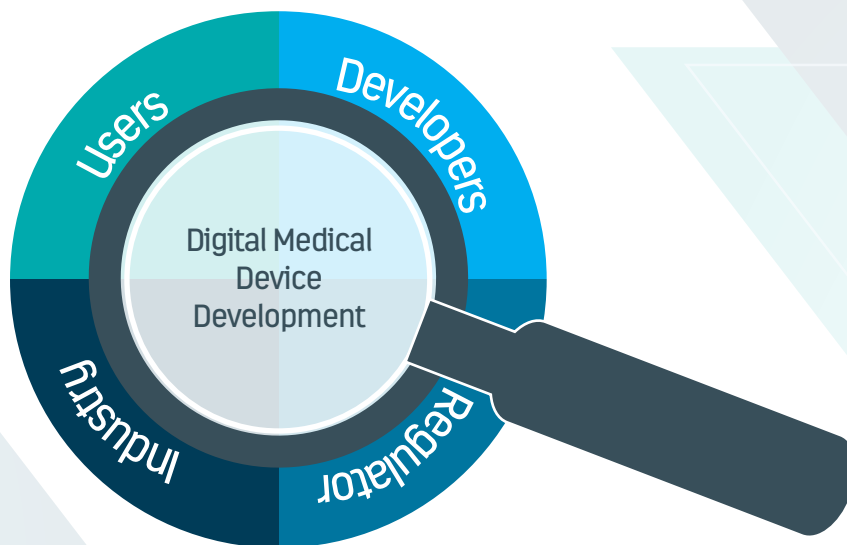 Users
Developers
Digital Medical
Device
Development
Industry
Regulator